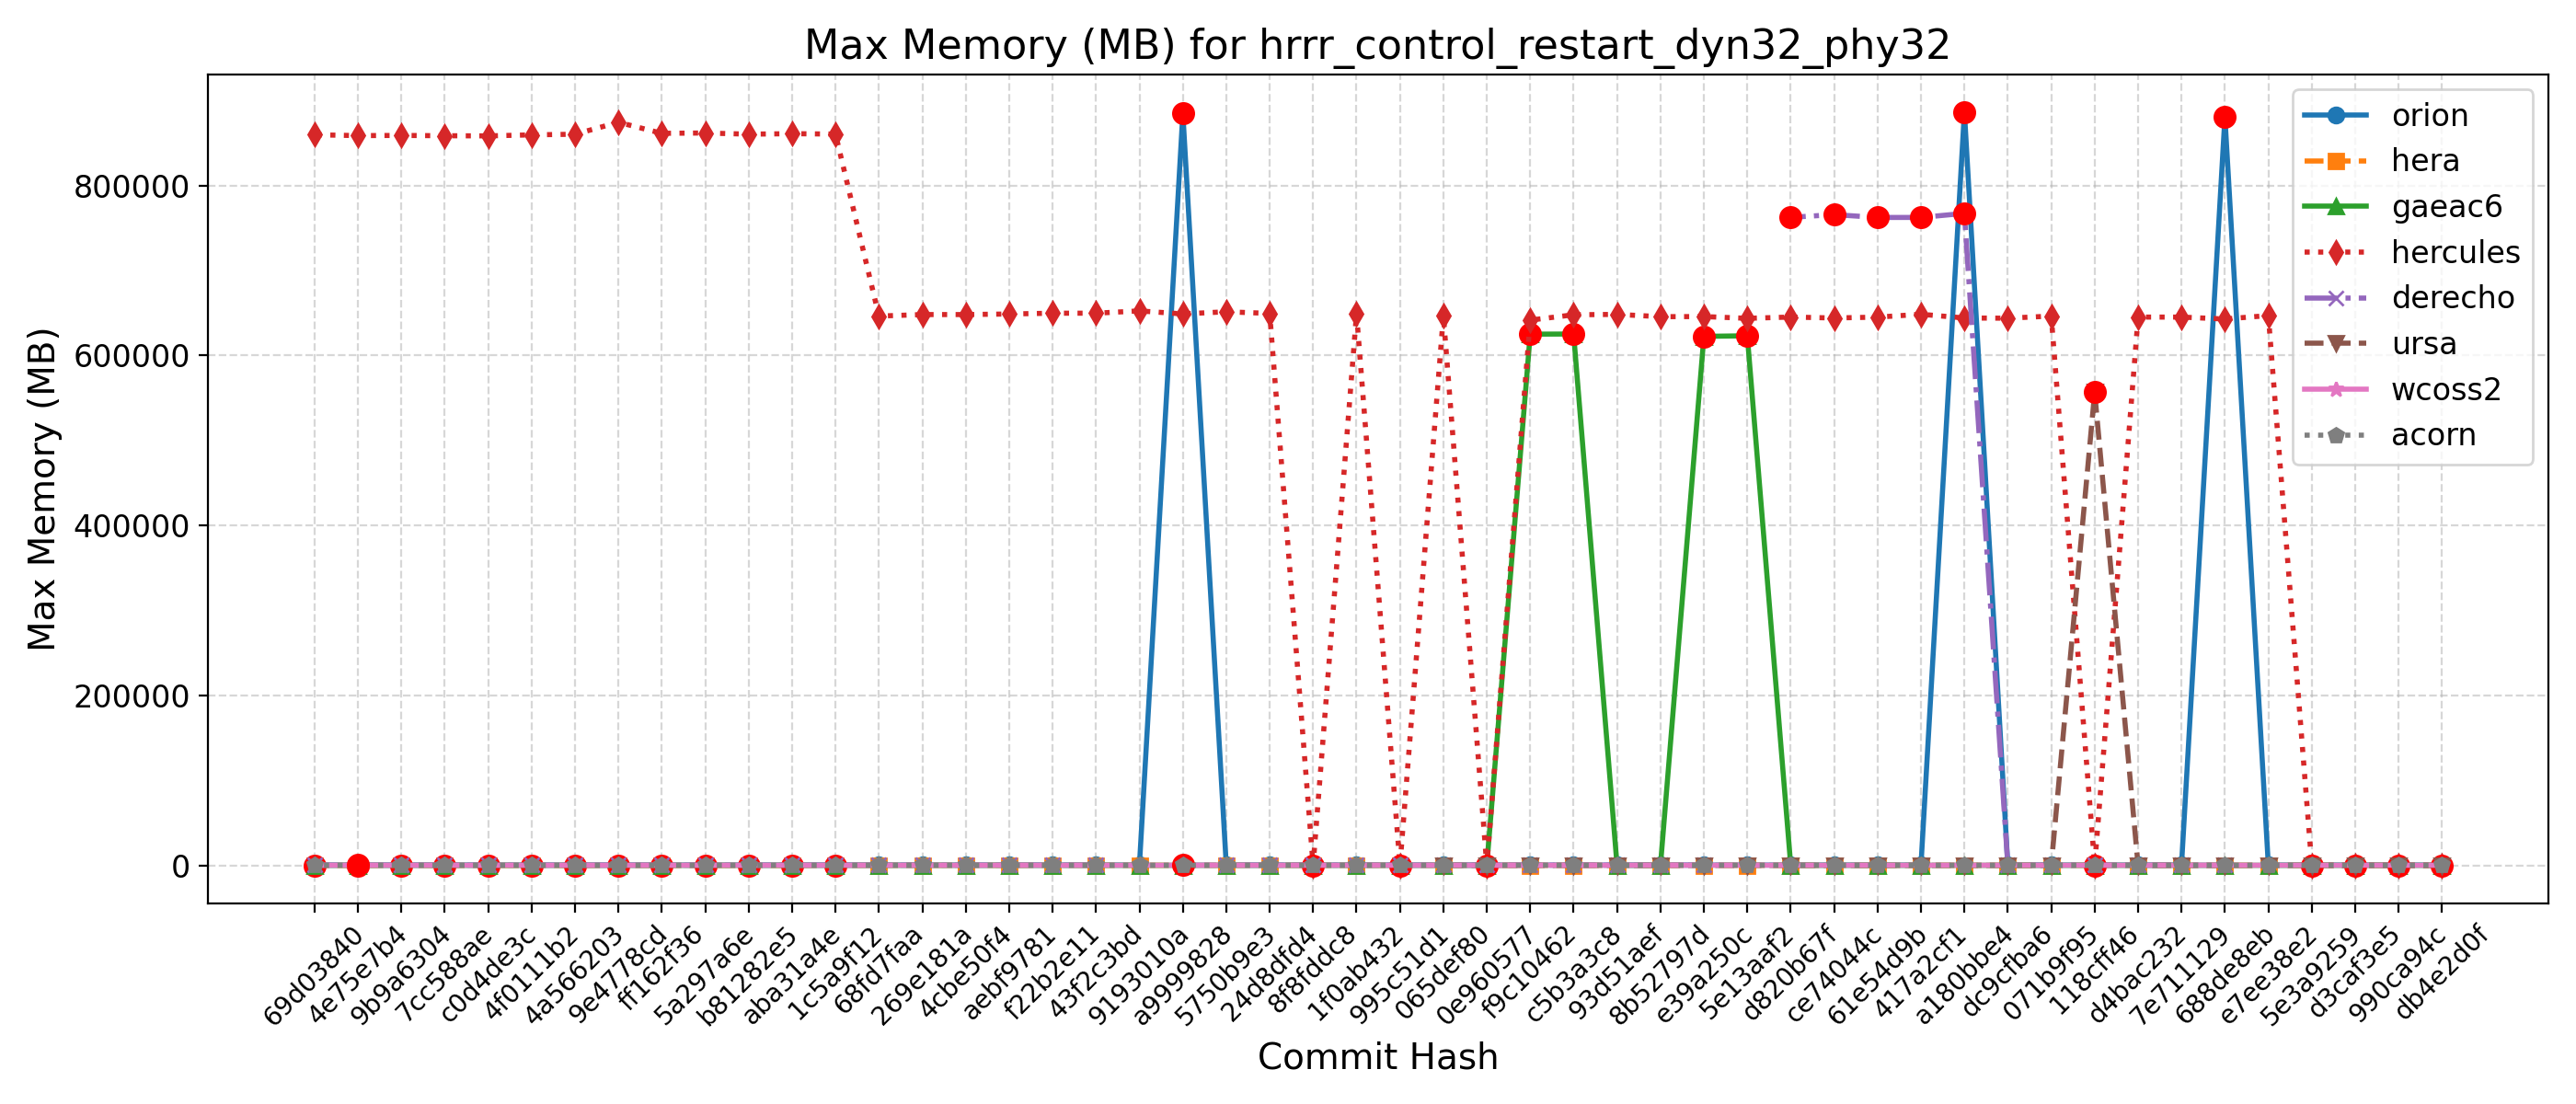 Max Memory (MB) for hrrr_control_restart_dyn32_phy32
Max Memory (MB)
800000
600000
400000
200000
0
orion
hera
gaeac6
hercules
derecho
ursa
wcoss2
acorn
69d03840
4e75e7b4
9b9a6304
7cc588ae
c0d4de3c
4f0111b2
4a566203
9e4778cd
ff162f36
5a297a6e
b81282e5
aba31a4e
1c5a9f12
68fd7faa
269e181a
4cbe50f4
aebf9781
f22b2e11
43f2c3bd
9193010a
a9999828
5750b9e3
24d8dfd4
8f8fddc8
1f0ab432
995c51d1
065def80
0e960577
f9c10462
c5b3a3c8
93d51aef
8b52797d
e39a250c
5e13aaf2
d820b67f
ce74044c
61e54d9b
417a2cf1
a180bbe4
dc9cfba6
071b9f95
118cff46
d4bac232
7e711129
688de8eb
e7ee38e2
5e3a9259
d3caf3e5
990ca94c
db4e2d0f
Commit Hash